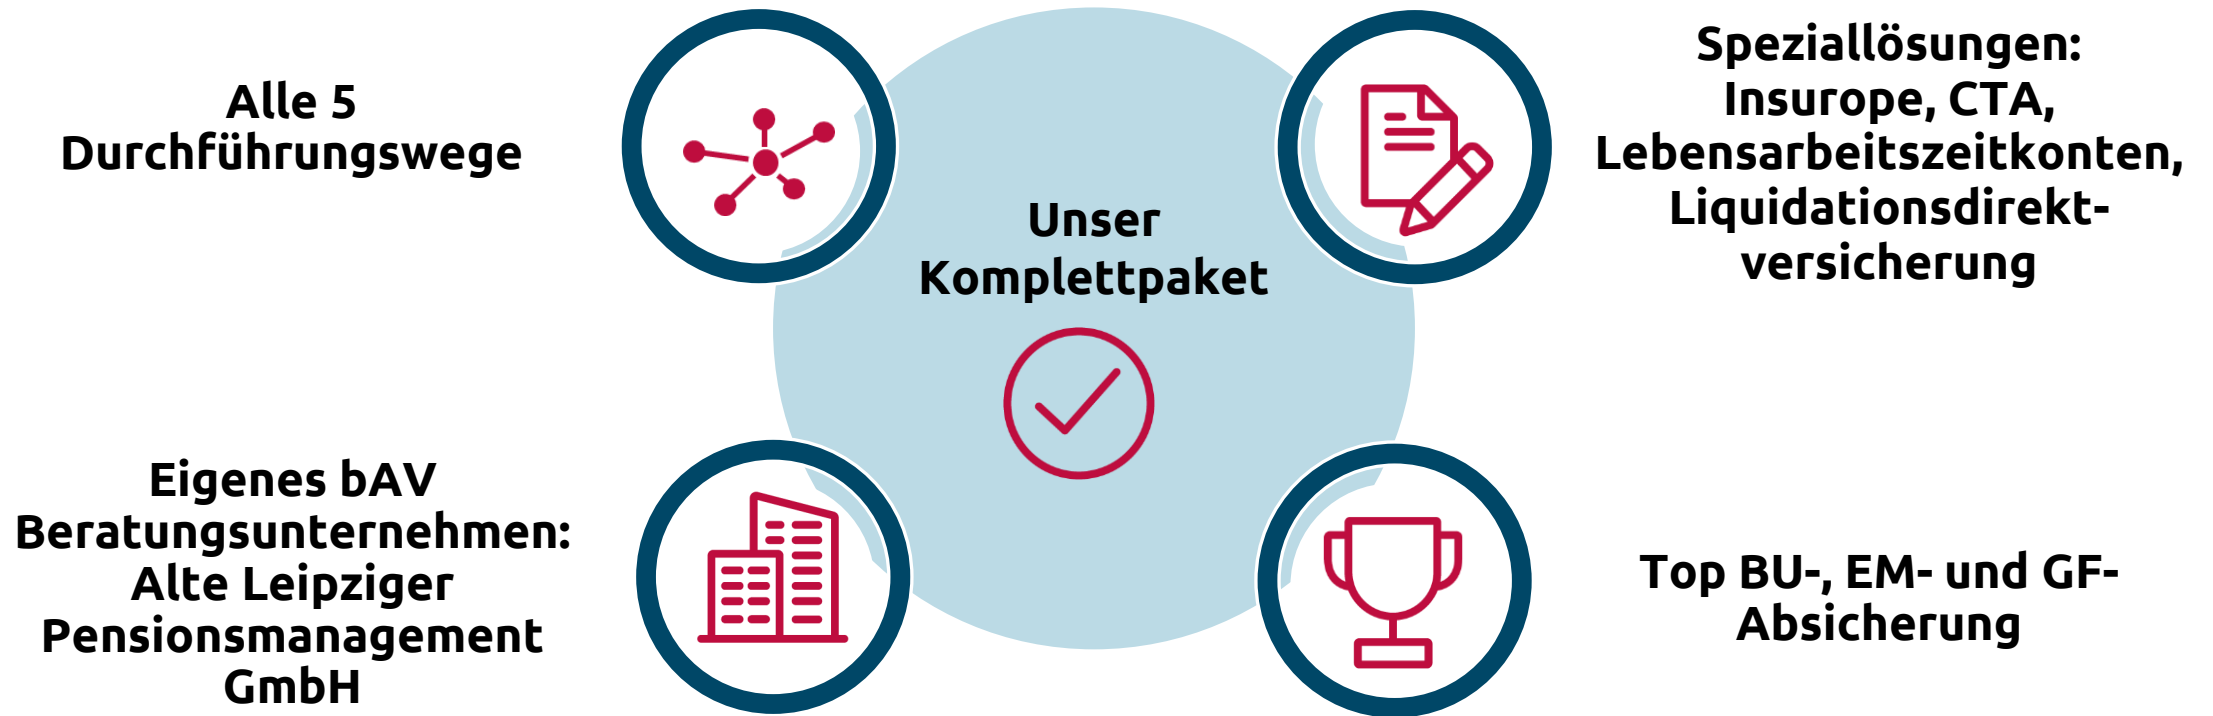 Alle 5
Durchführungswege
Unser
Komplettpaket
Speziallösungen:
Insurope, CTA,
Lebensarbeitszeitkonten,
Liquidationsdirekt-
versicherung
Eigenes bAV
Beratungsunternehmen:
Alte Leipziger
Pensionsmanagement
GmbH
Top BU-, EM- und GF-
Absicherung